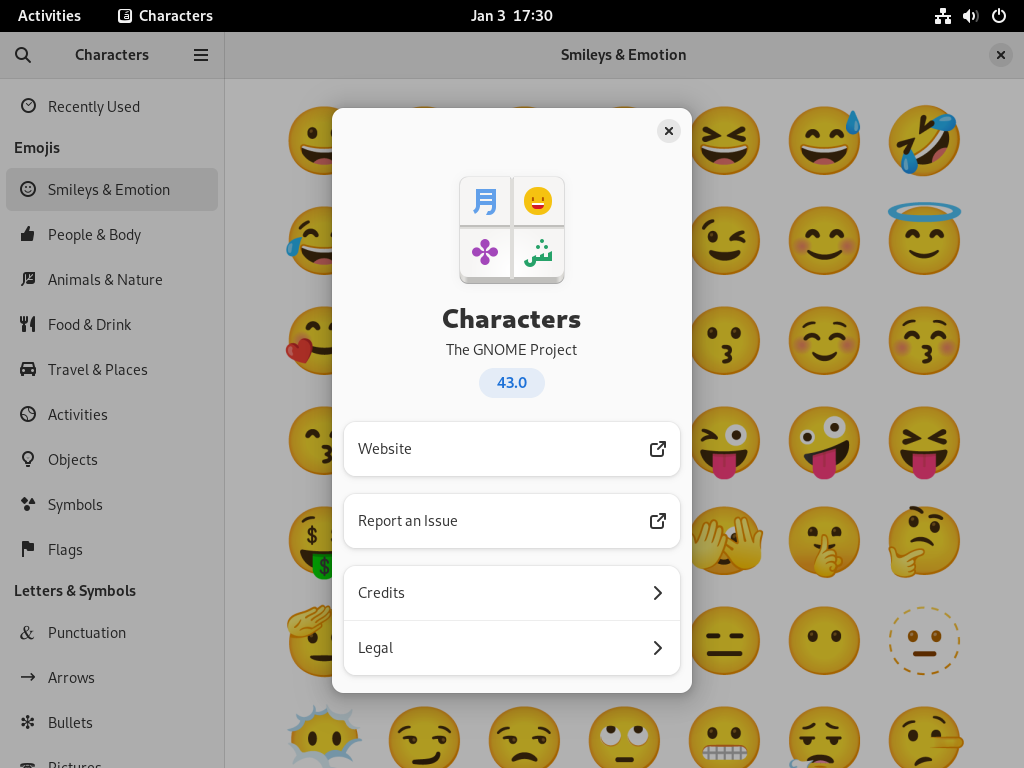 Activities
Characters
Jan 3 17:30
Characters
Smileys & Emotion
Recently Used
Emojis
Smileys & Emotion
People & Body
Animals & Nature
Food & Drink
Travel & Places
Activities
Objects
Symbols
Flags
Letters & Symbols
& Punctuation
Arrows
Bullets
Pictures
月
ش
Characters
The GNOME Project
43.0
Website
Report an Issue
Credits
Legal
$ $
$